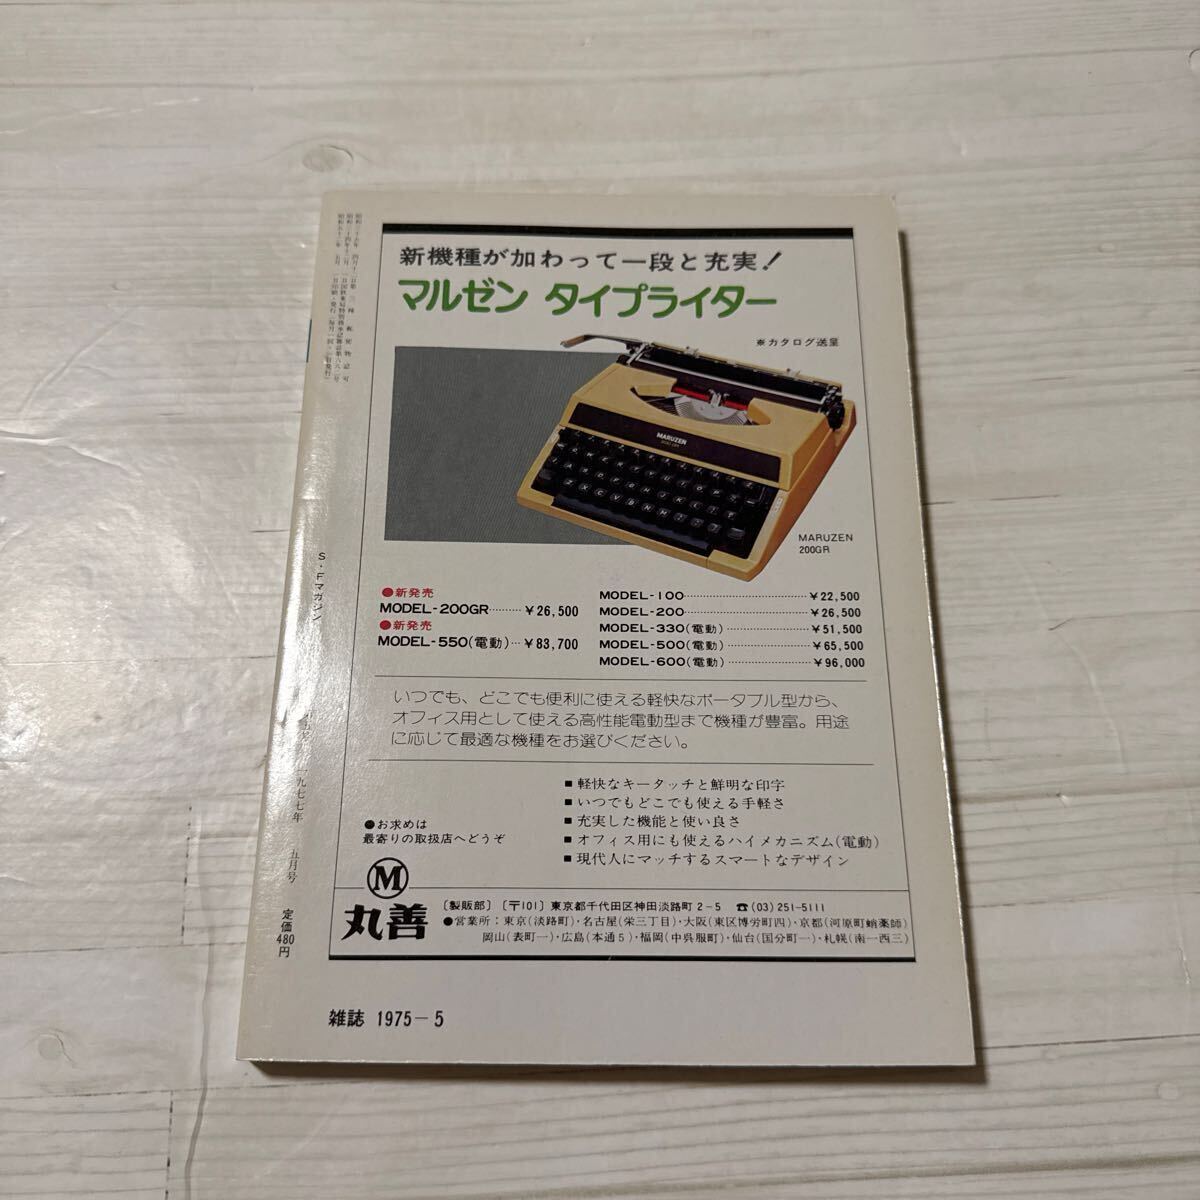 新機種が加わって一段と充実！
マルゼン タイプライター
※カタログ送呈
MARUZEN
MARUZEN
200GR
●新発売
MODEL-200GR………¥26,500
●新発売
MODEL-550(電動)…¥83,700
MODEL-100………¥22,500
MODEL-200………¥26,500
MODEL-330(電動)………¥51,500
MODEL-500(電動)………¥65,500
MODEL-600(電動)………¥96,000
いつでも、どこでも便利に使える軽快なポータブル型から、
オフィス用として使える高性能電動型まで機種が豊富。用途
に応じて最適な機種をお選びください。
■軽快なキータッチと鮮明な印字
■いつでもどこでも使える手軽さ
■充実した機能と使い良さ
■オフィス用にも使えるハイメカニズム(電動)
■現代人にマッチするスマートなデザイン
●お求めは
最寄りの取扱店へどうぞ
M
丸善
〔製販部〕〔〒101〕東京都千代田区神田淡路町2-5 ☎(03)251-5111
●営業所：東京(淡路町)・名古屋(栄三丁目)・大阪(東区博労町四)・京都(河原町蛸薬師)
岡山(表町一)・広島(本通5)・福岡(中呉服町)・仙台(国分町一)・札幌(南一西三)
雑誌 1975-5
S・Fマガジン
一九七七年 五月号
定価480円